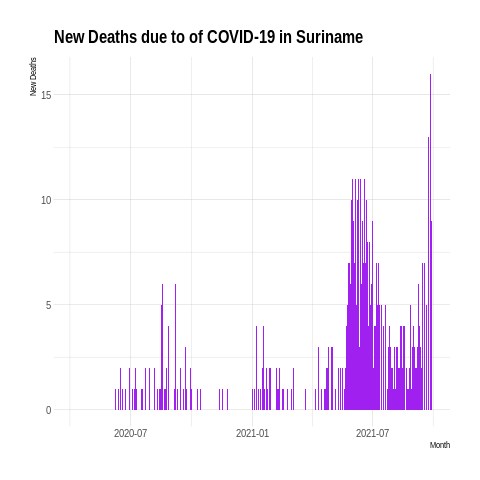 New Deaths due to of COVID-19 in Suriname
New Deaths
15
10
5
0
2020-07
2021-01
2021-07
Month